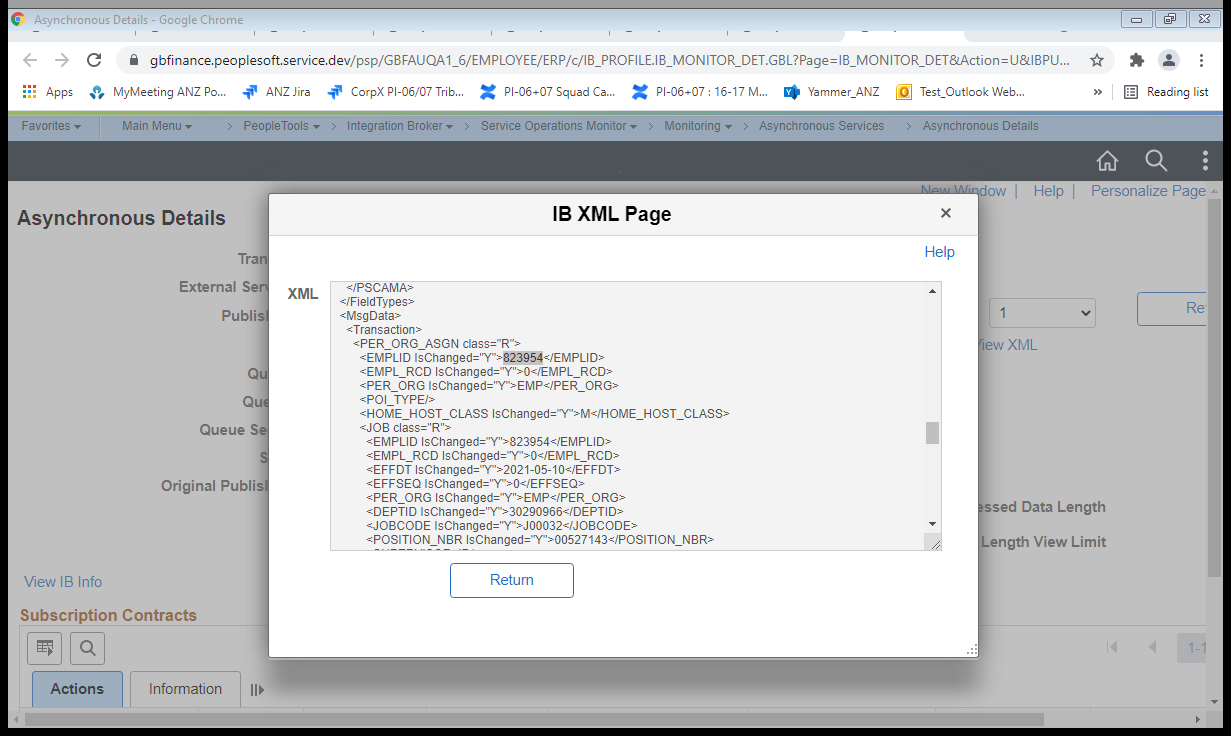 Asynchronous Details - Google Chrome
gbfinance.peoplesoft.service.dev/psp/GBFAUQA1_6/EMPLOYEE/ERP/c/IB_PROFILE.IB_MONITOR_DET.GBL?Page=IB_MONITOR_DET&Action=U&IBPU...
Apps MyMeeting ANZ Po... ANZ Jira CorpX PI-06/07 Trib... PI-06+07 Squad Ca... PI-06+07 : 16-17 M... Yammer_ANZ Test_Outlook Web... » Reading list
Favorites Main Menu > PeopleTools > Integration Broker > Service Operations Monitor > Monitoring > Asynchronous Services > Asynchronous Details
New Window | Help | Personalize Page
Asynchronous Details
IB XML Page
×
Help
Tran
External Serv
Publish
Qu
Que
Queue Se
S
Original Publish
XML
</PSCAMA>
</FieldTypes>
<MsgData>
<Transaction>
<PER_ORG_ASGN class="R">
<EMPLID IsChanged="Y">823954</EMPLID>
<EMPL_RCD IsChanged="Y">0</EMPL_RCD>
<PER_ORG IsChanged="Y">EMP</PER_ORG>
<POI_TYPE/>
<HOME_HOST_CLASS IsChanged="Y">M</HOME_HOST_CLASS>
<JOB class="R">
<EMPLID IsChanged="Y">823954</EMPLID>
<EMPL_RCD IsChanged="Y">0</EMPL_RCD>
<EFFDT IsChanged="Y">2021-05-10</EFFDT>
<EFFSEQ IsChanged="Y">0</EFFSEQ>
<PER_ORG IsChanged="Y">EMP</PER_ORG>
<DEPTID IsChanged="Y">30290966</DEPTID>
<JOBCODE IsChanged="Y">J00032</JOBCODE>
<POSITION_NBR IsChanged="Y">00527143</POSITION_NBR>
1
Re
iew XML
essed Data Length
Length View Limit
Return
View IB Info
Subscription Contracts
1-1
Actions Information